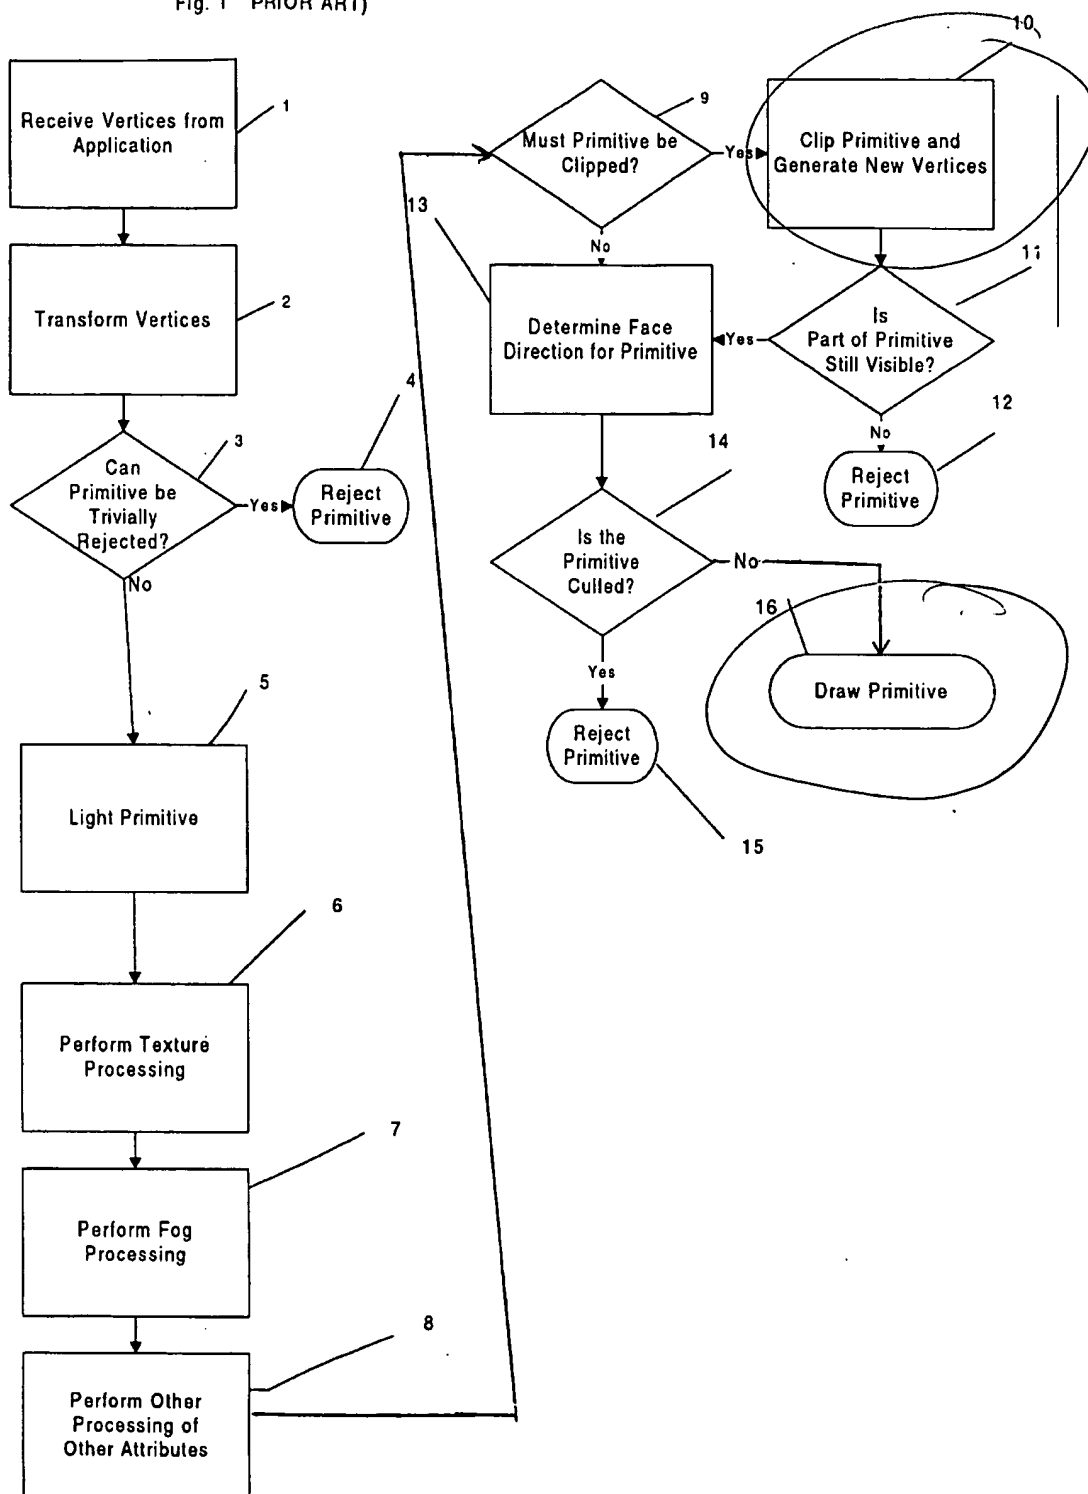 Fig. 1 PRIOR ART)
Receive Vertices from
Application
1
Transform Vertices
2
Can
Primitive be
Trivially
Rejected?
3
Yes
Reject
Primitive
4
No
Light Primitive
5
Perform Texture
Processing
6
Perform Fog
Processing
7
Perform Other
Processing of
Other Attributes
8
Must Primitive be
Clipped?
9
Yes
Clip Primitive and
Generate New Vertices
10
No
13
Determine Face
Direction for Primitive
Yes
Is
Part of Primitive
Still Visible?
11
No
Reject
Primitive
12
Is the
Primitive
Culled?
14
No
16
Draw Primitive
Yes
Reject
Primitive
15